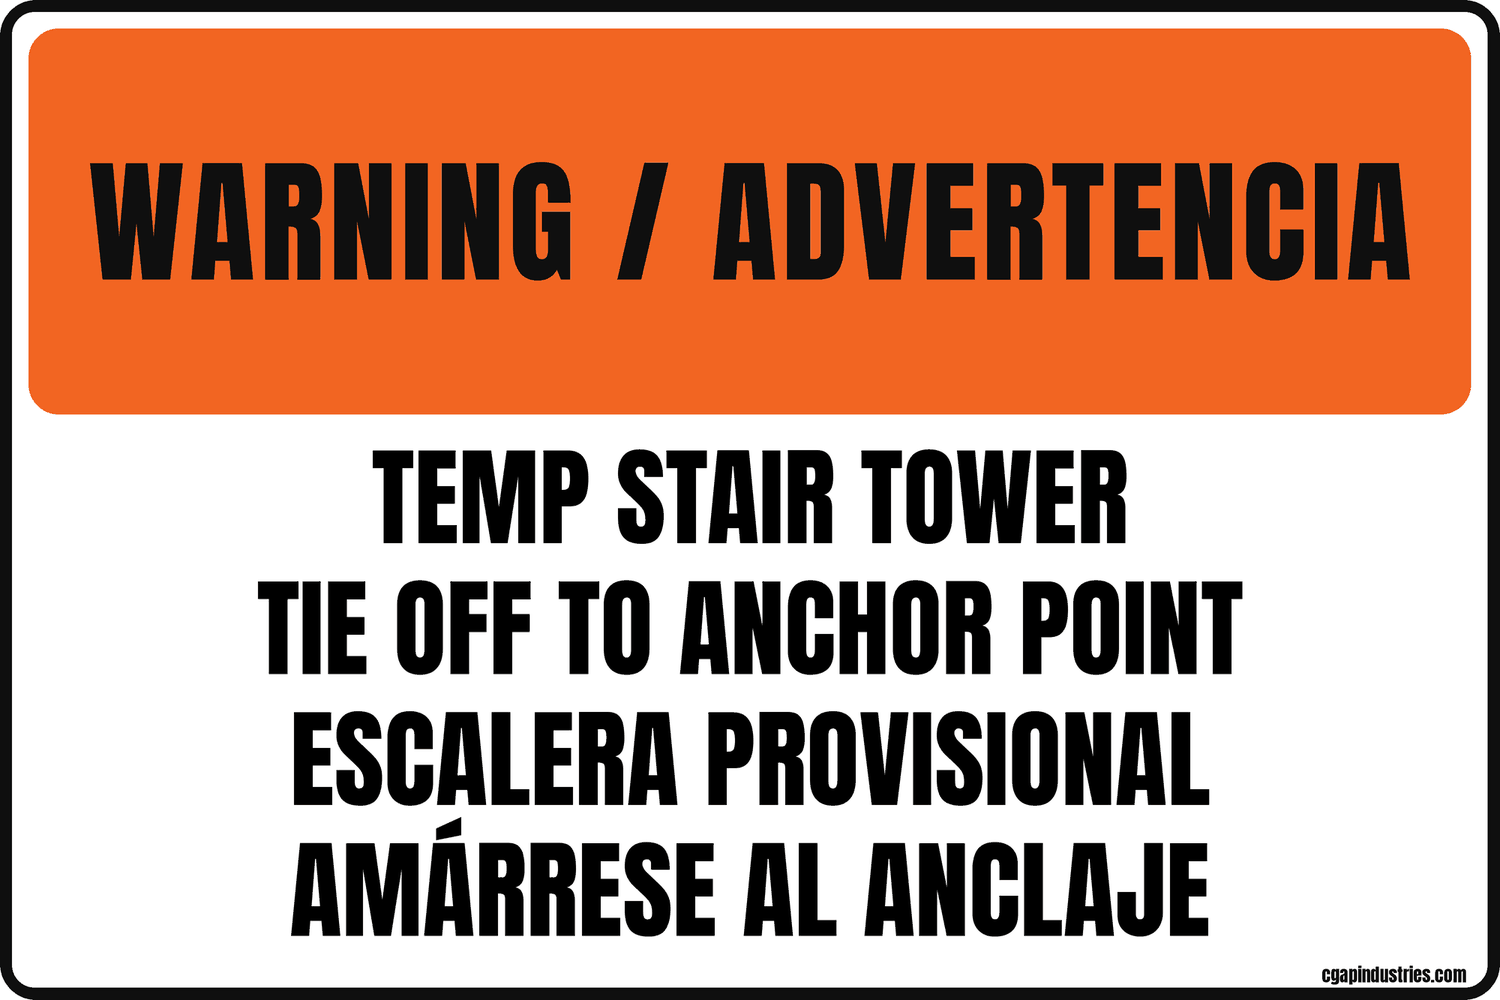 WARNING / ADVERTENCIA
TEMP STAIR TOWER
TIE OFF TO ANCHOR POINT
ESCALERA PROVISIONAL
AMÁRRESE AL ANCLAJE
cgapindustries.com